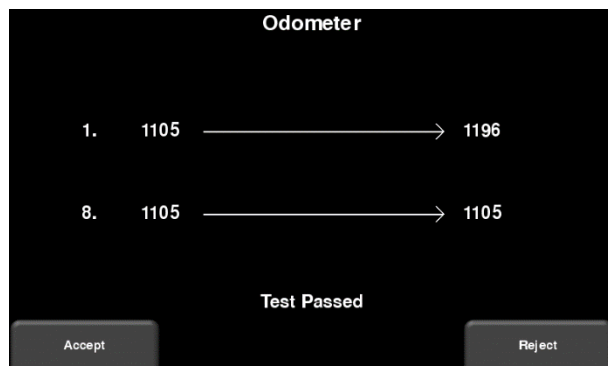 Odometer
1. 1105 1196
8. 1105 1105
Test Passed
Accept Reject